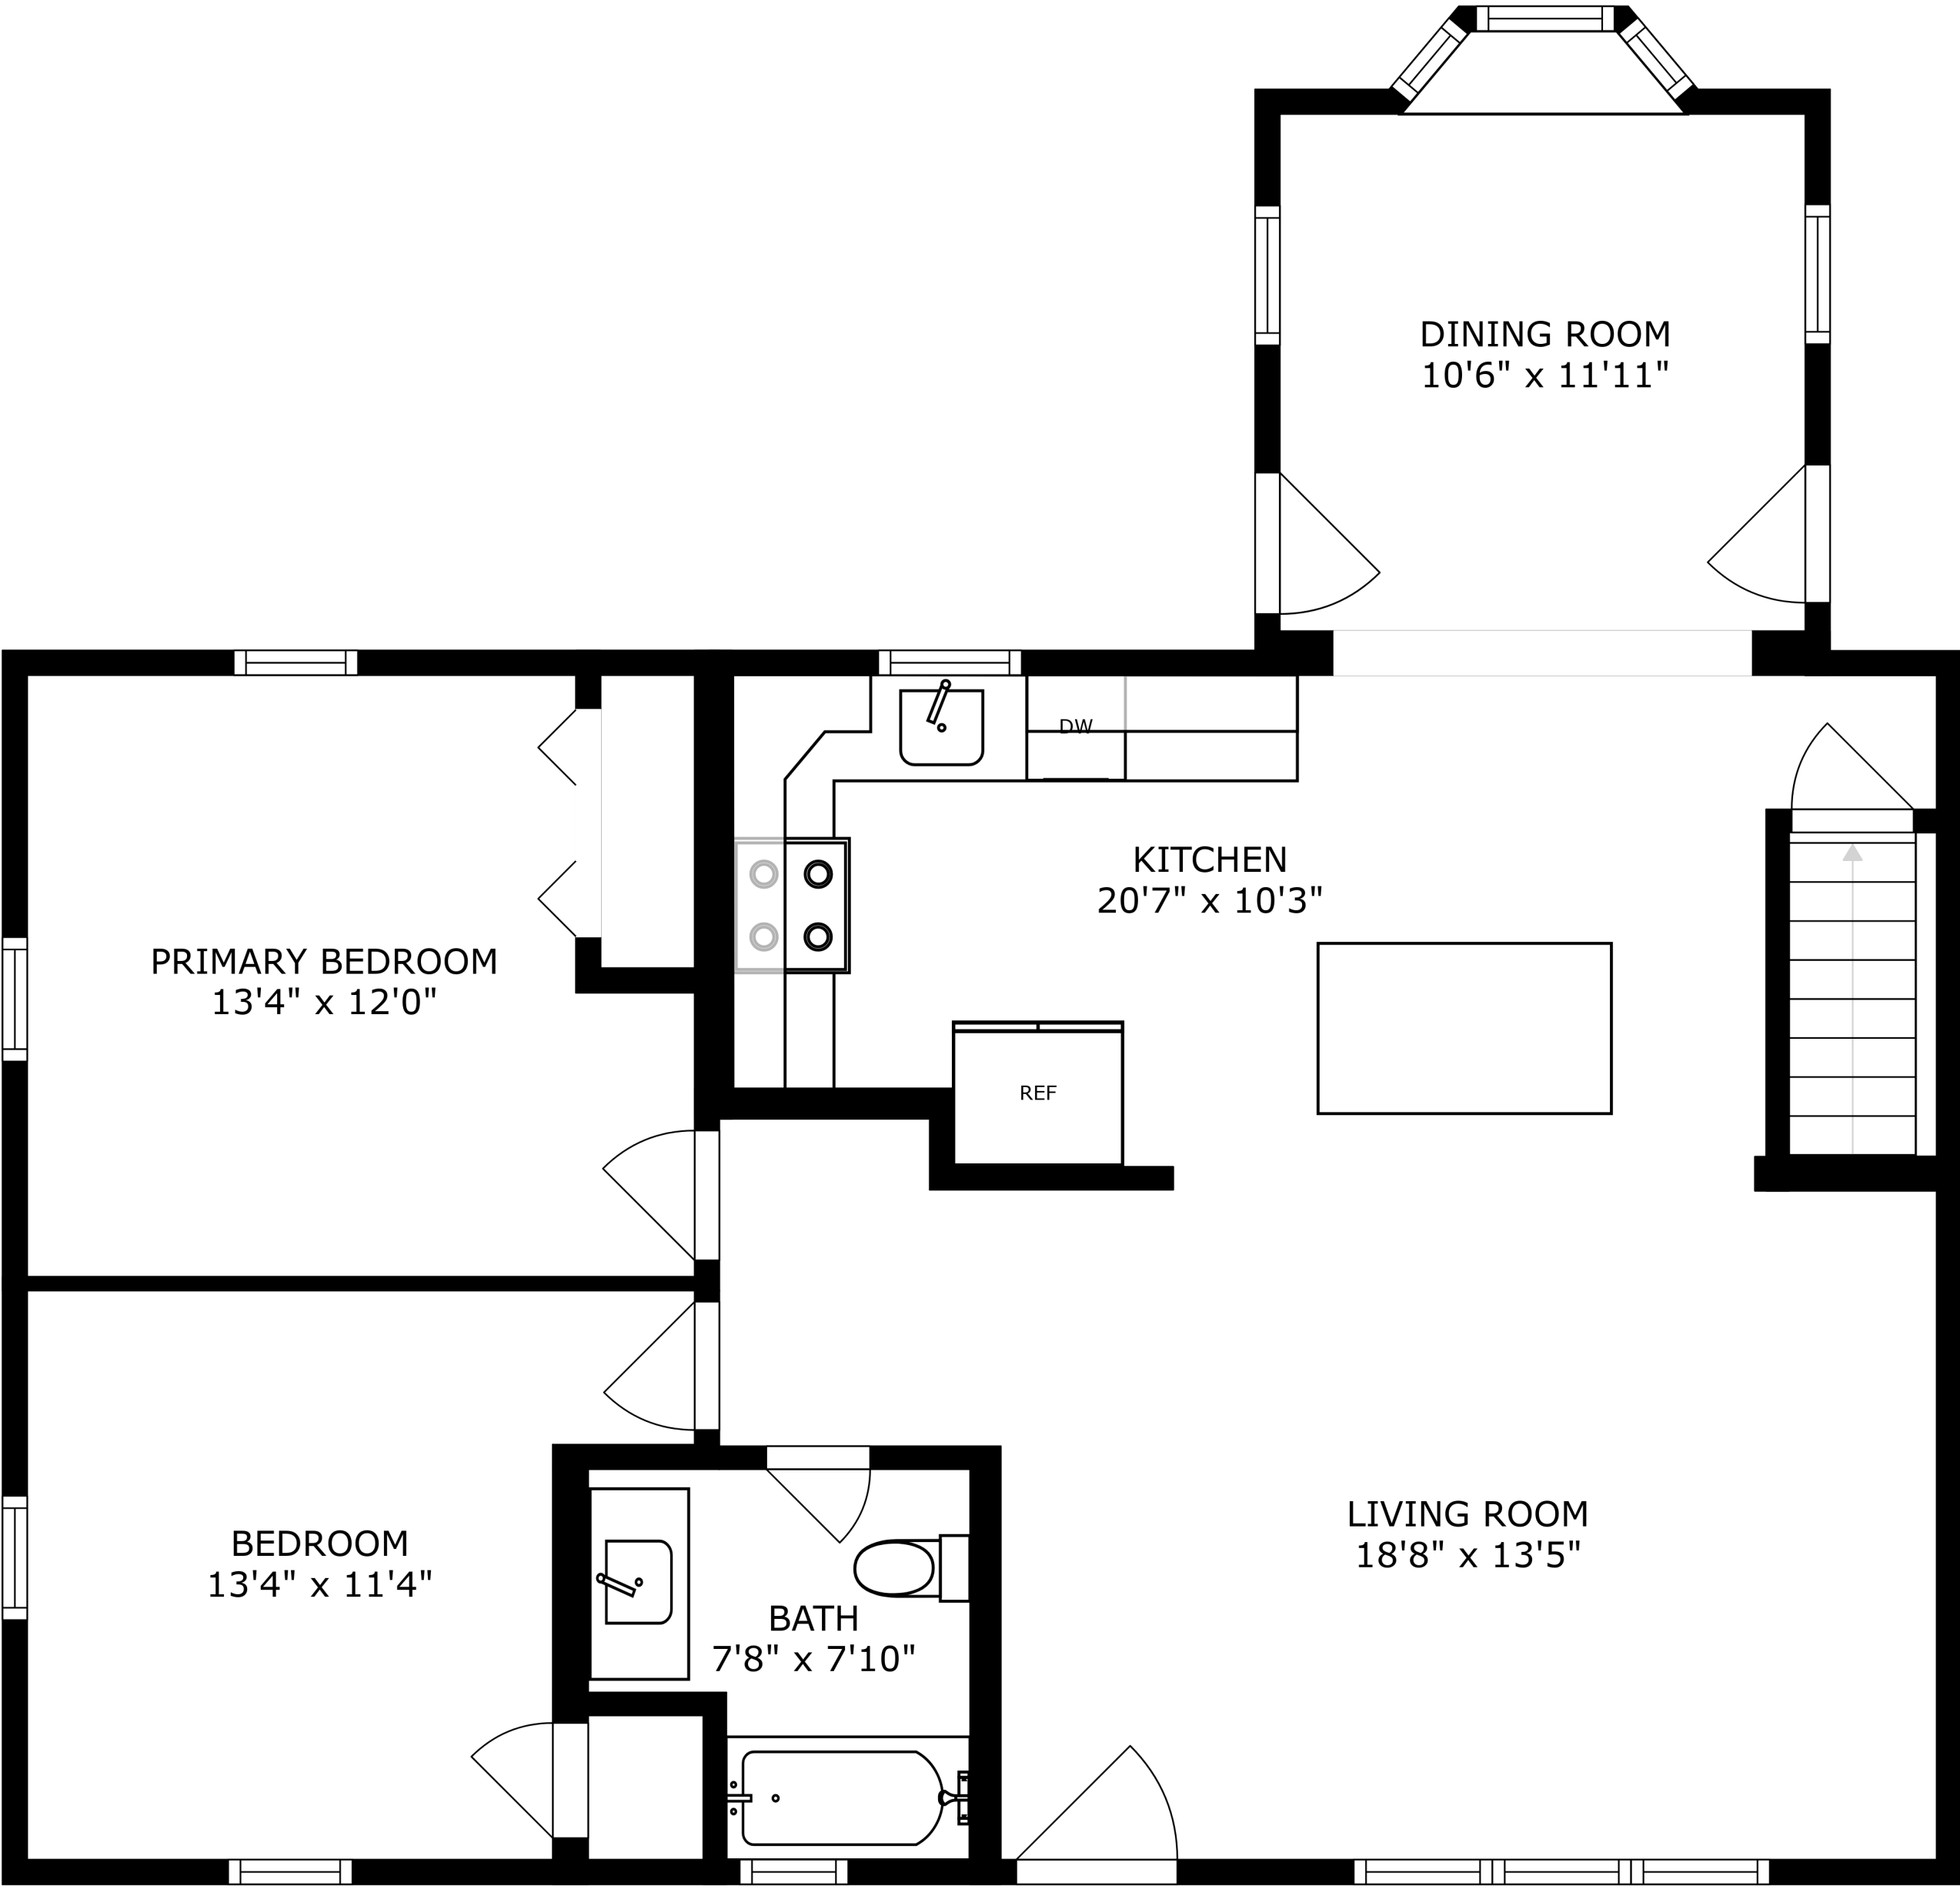 DINING ROOM
10'6" x 11'11"
DW
KITCHEN
20'7" x 10'3"
PRIMARY BEDROOM
13'4" x 12'0"
REF
LIVING ROOM
18'8" x 13'5"
BEDROOM
13'4" x 11'4"
BATH
7'8" x 7'10"